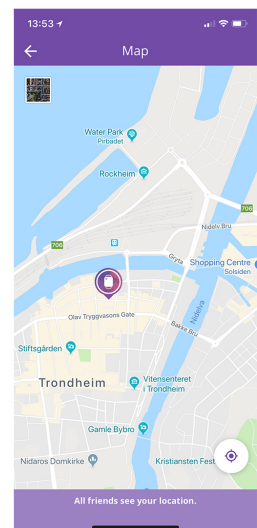 13:53
Map
Water Park
Pirbadet
Rockheim
706
Nidelv Bru
706
Gryta
Shopping Centre
Solsiden
Nidelva
Olav Tryggvasons Gate
Bakke Bru
Stiftsgården
Trondheim
Vitensenteret
i Trondheim
Gamle Bybro
Nidaros Domkirke
Kristiansten Fest
All friends see your location.